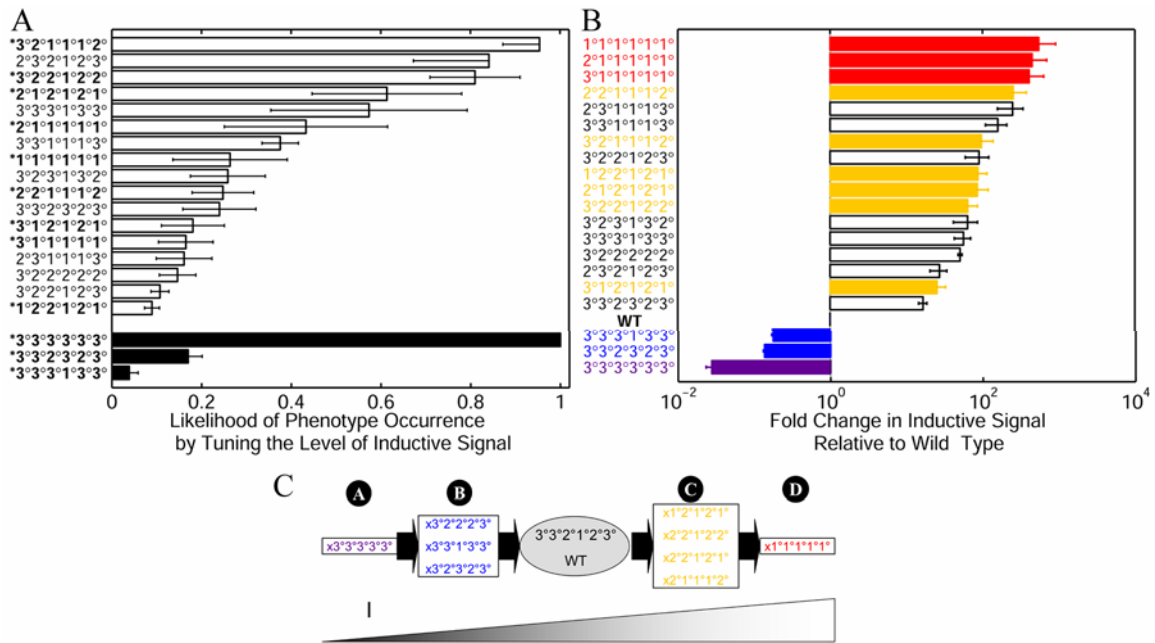 A
*3°2°1°1°1°2°
2°3°2°1°2°3°
*3°2°2°1°2°2°
*2°1°2°1°2°1°
3°3°3°1°3°3°
*2°1°1°1°1°1°
3°3°1°1°1°3°
*1°1°1°1°1°1°
3°2°3°1°3°2°
*2°2°1°1°1°2°
3°3°2°3°2°3°
*3°1°2°1°2°1°
*3°1°1°1°1°1°
2°3°1°1°1°3°
3°2°2°2°2°2°
3°2°2°1°2°3°
*1°2°2°1°2°1°
*3°3°3°3°3°3°
*3°3°2°3°2°3°
*3°3°3°1°3°3°
0 0.2 0.4 0.6 0.8 1
Likelihood of Phenotype Occurrence
by Tuning the Level of Inductive Signal
B
1°1°1°1°1°1°
2°1°1°1°1°1°
3°1°1°1°1°1°
2°2°1°1°1°2°
2°3°1°1°1°3°
3°3°1°1°1°3°
3°2°1°1°1°2°
3°2°2°1°2°3°
1°2°2°1°2°1°
2°1°2°1°2°1°
3°2°2°1°2°2°
3°2°3°1°3°2°
3°3°3°1°3°3°
3°2°2°2°2°2°
2°3°2°1°2°3°
3°1°2°1°2°1°
3°3°2°3°2°3°
WT
3°3°3°1°3°3°
3°3°2°3°2°3°
3°3°3°3°3°3°
10-2 100 102 104
Fold Change in Inductive Signal
Relative to Wild Type
C
A B C D
x3°3°3°3°3°
x3°2°2°2°3°
x3°3°1°3°3°
x3°2°3°2°3°
3°3°2°1°2°3°
WT
x1°2°1°2°1°
x2°2°1°2°2°
x2°2°1°2°1°
x2°1°1°1°2°
x1°1°1°1°1°
I